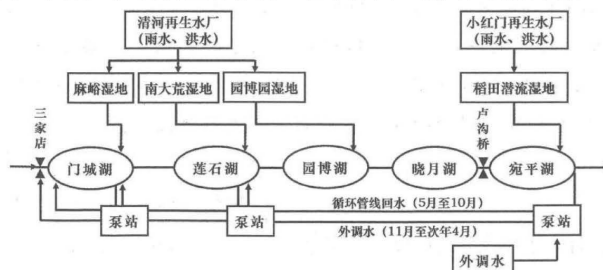 清河再生水厂
（雨水、洪水）
小红门再生水厂
（雨水、洪水）
麻峪湿地
南大荒湿地
园博园湿地
稻田潜流湿地
三家店
卢沟桥
门城湖
莲石湖
园博湖
晓月湖
宛平湖
循环管线回水（5月至10月）
泵站
泵站
泵站
外调水（11月至次年4月）
外调水